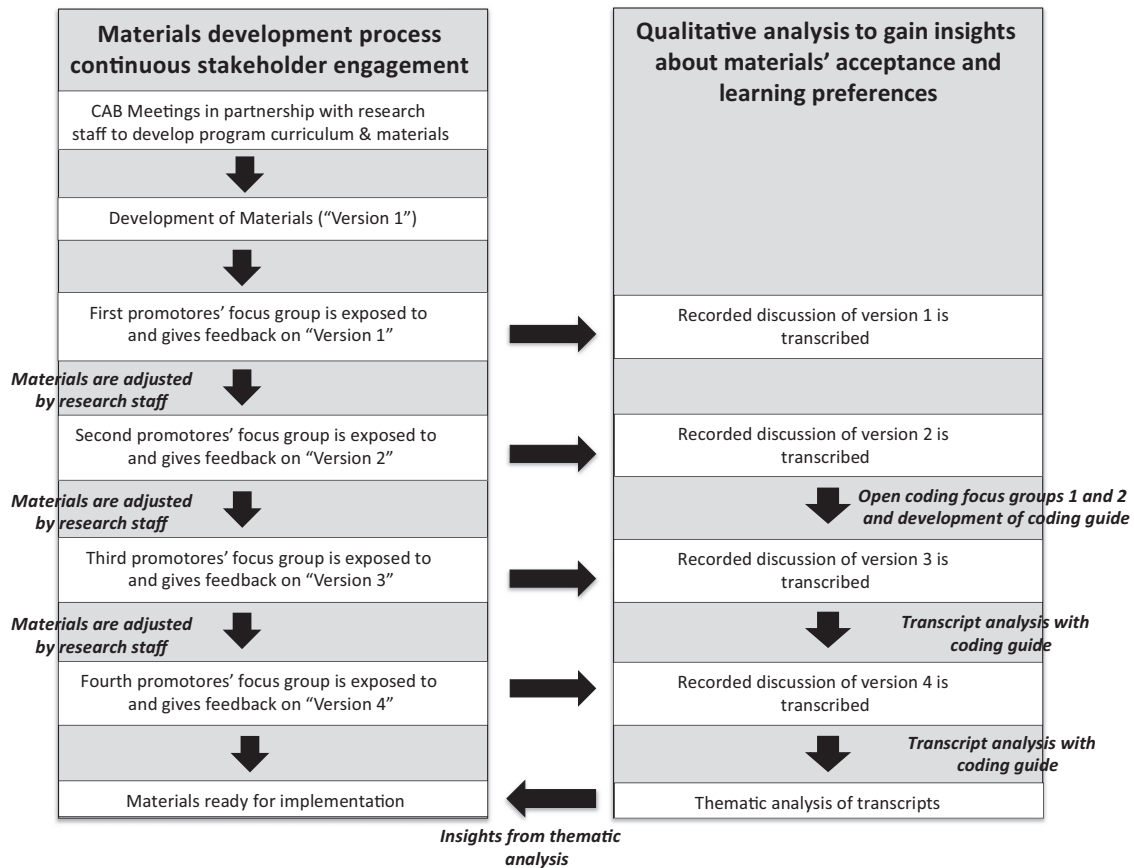 Materials development process
continuous stakeholder engagement
CAB Meetings in partnership with research
staff to develop program curriculum & materials
Development of Materials (“Version 1”)
First promotores’ focus group is exposed to
and gives feedback on “Version 1”
Materials are adjusted
by research staff
Second promotores’ focus group is exposed to
and gives feedback on “Version 2”
Materials are adjusted
by research staff
Third promotores’ focus group is exposed to
and gives feedback on “Version 3”
Materials are adjusted
by research staff
Fourth promotores’ focus group is exposed to
and gives feedback on “Version 4”
Materials ready for implementation
Qualitative analysis to gain insights
about materials’ acceptance and
learning preferences
Recorded discussion of version 1 is
transcribed
Recorded discussion of version 2 is
transcribed
Open coding focus groups 1 and 2
and development of coding guide
Recorded discussion of version 3 is
transcribed
Transcript analysis with
coding guide
Recorded discussion of version 4 is
transcribed
Transcript analysis with
coding guide
Thematic analysis of transcripts
Insights from thematic
analysis